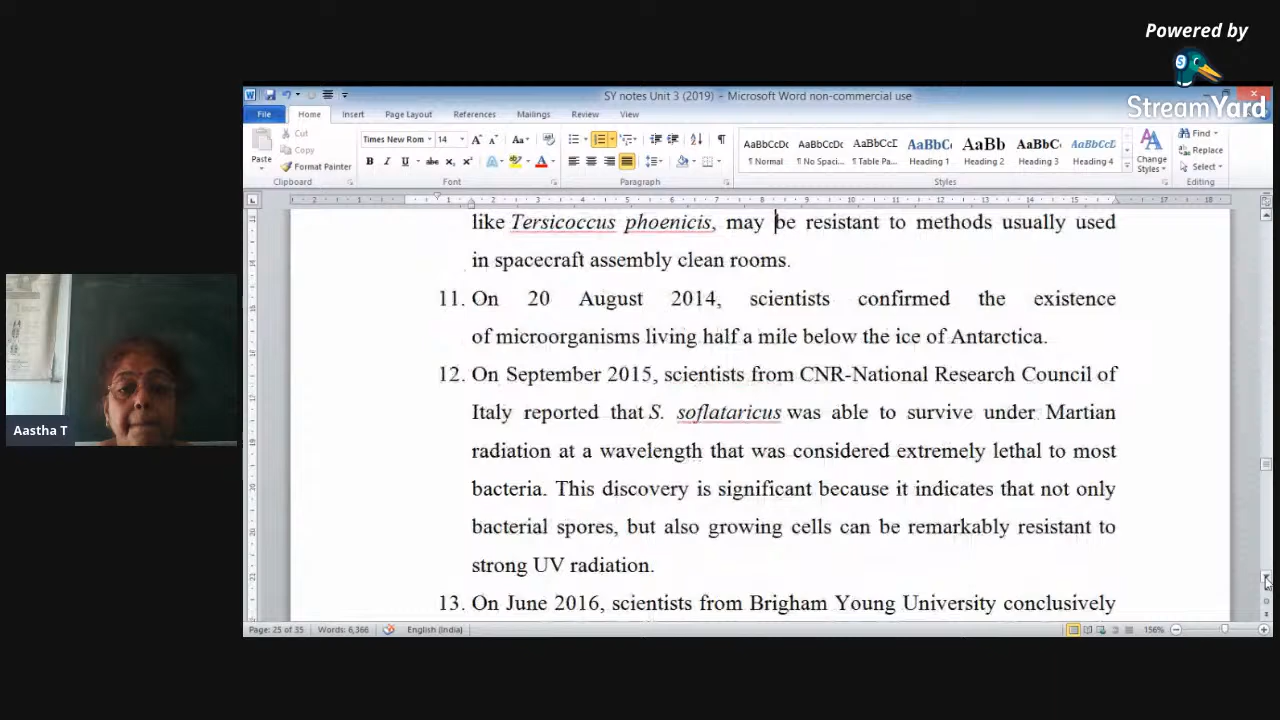 Powered by
StreamYard
SY notes Unit 3 (2019) - Microsoft Word non-commercial use
File Home Insert Page Layout References Mailings Review View
Cut
Copy
Paste
Format Painter
Clipboard
Times New Rom 14
Font
Paragraph
AaBbCcDc AaBbCcDc AaBbCcD AaBbC AaBb AaBbC AaBbCcD
¶ Normal ¶ No Spaci... ¶ Table Pa... Heading 1 Heading 2 Heading 3 Heading 4
Change Styles
Styles
Find
Replace
Select
Editing
like Tersicoccus phoenicis, may be resistant to methods usually used
in spacecraft assembly clean rooms.
11. On 20 August 2014, scientists confirmed the existence
of microorganisms living half a mile below the ice of Antarctica.
12. On September 2015, scientists from CNR-National Research Council of
Italy reported that S. soflataricus was able to survive under Martian
radiation at a wavelength that was considered extremely lethal to most
bacteria. This discovery is significant because it indicates that not only
bacterial spores, but also growing cells can be remarkably resistant to
strong UV radiation.
13. On June 2016, scientists from Brigham Young University conclusively
Aastha T
Page: 25 of 35 Words: 6,366 English (India) 156%